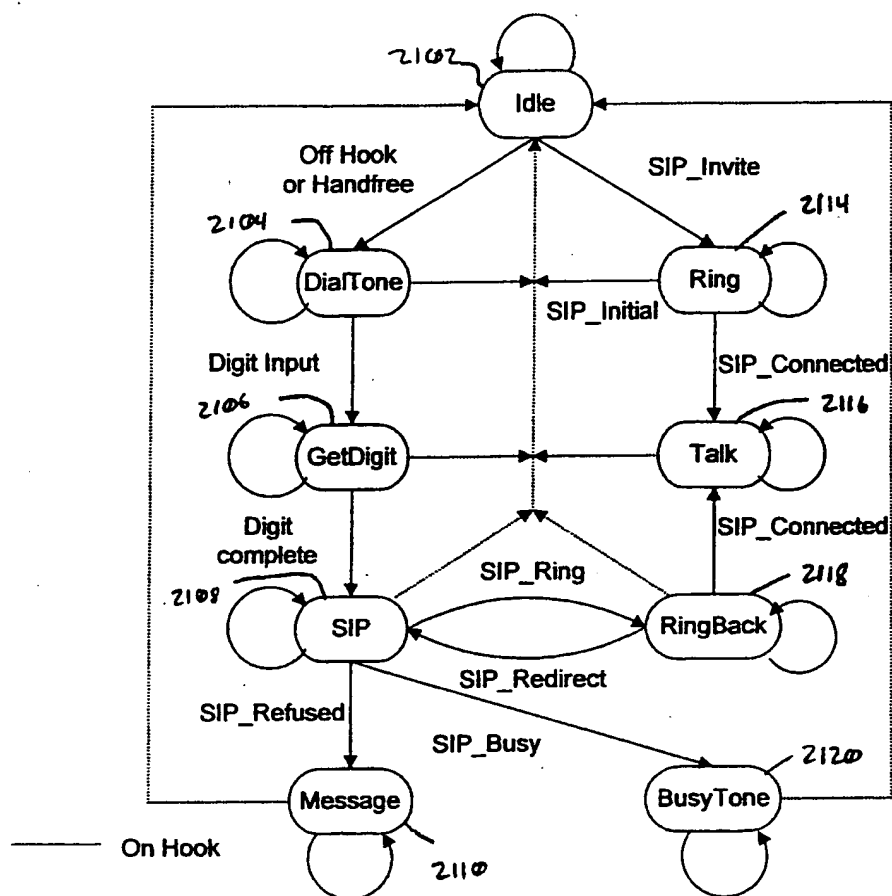 2102
Idle
Off Hook
or Handfree
SIP_Invite
2104
2114
DialTone
Ring
SIP_Initial
Digit Input
SIP_Connected
2106
2116
GetDigit
Talk
Digit
complete
SIP_Connected
SIP_Ring
2108
2118
SIP
RingBack
SIP_Redirect
SIP_Refused
SIP_Busy
2120
Message
BusyTone
On Hook
2110